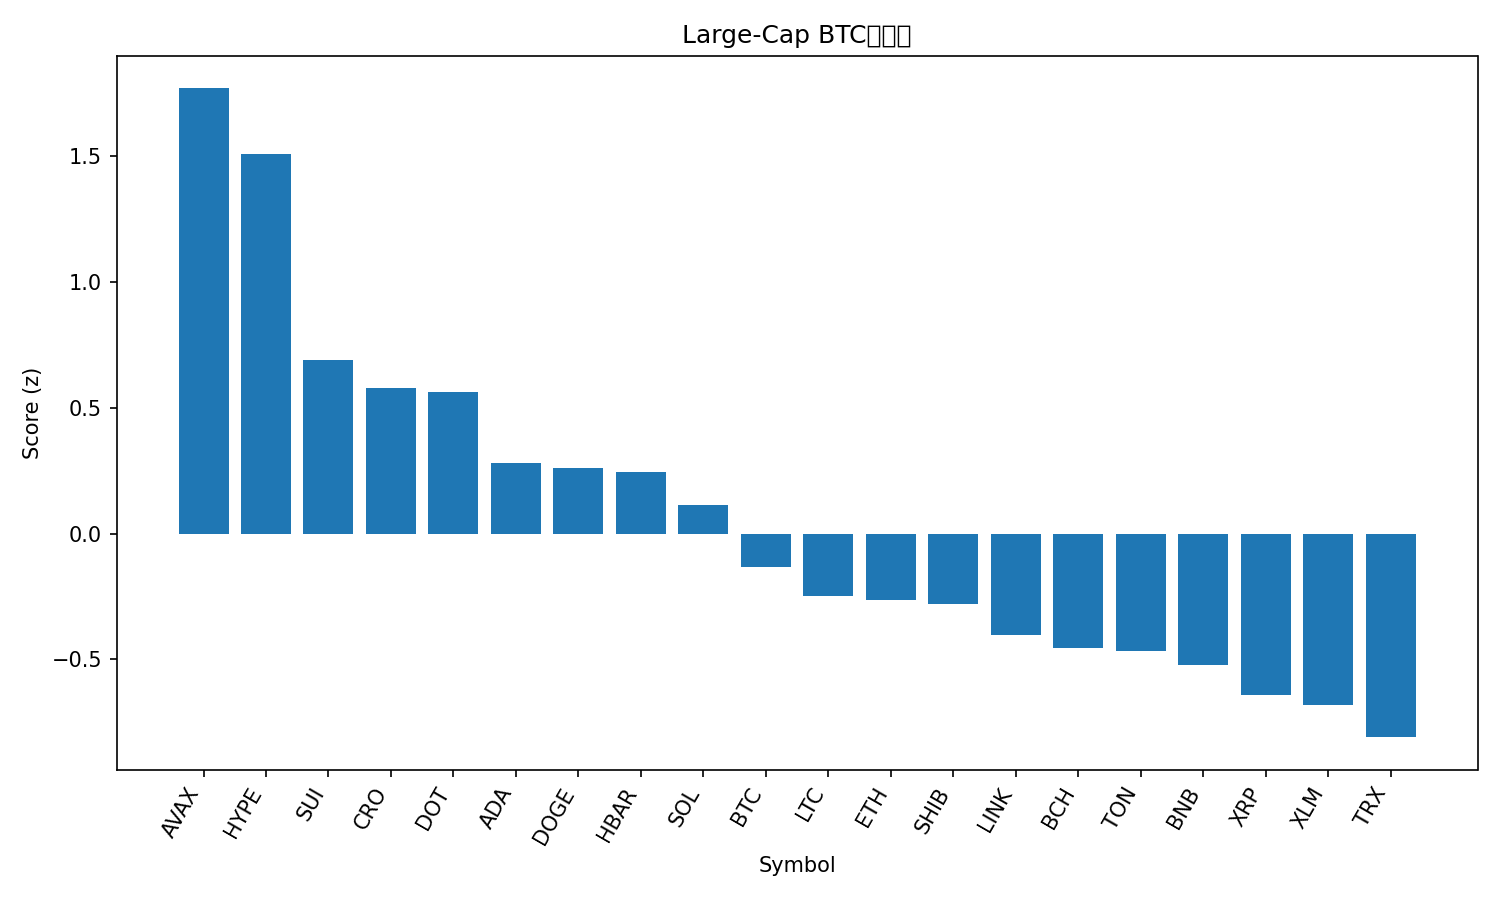 Large-Cap BTC
1.5
1.0
0.5
0.0
−0.5
Score (z)
AVAX
HYPE
SUI
CRO
DOT
ADA
DOGE
HBAR
SOL
BTC
LTC
ETH
SHIB
LINK
BCH
TON
BNB
XRP
XLM
TRX
Symbol